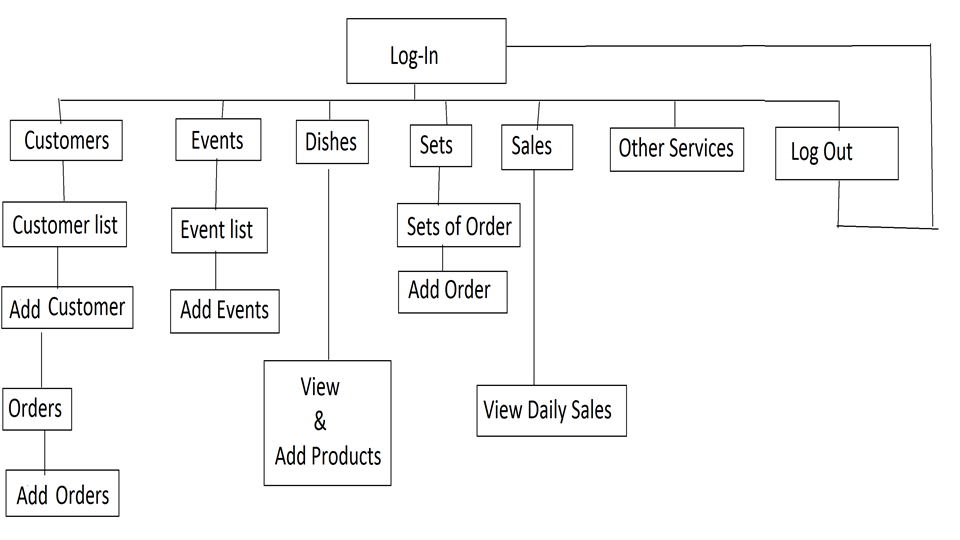 Log-In
Customers
Events
Dishes
Sets
Sales
Other Services
Log Out
Customer list
Event list
Sets of Order
Add Customer
Add Events
Add Order
View
&
Add Products
Orders
View Daily Sales
Add Orders